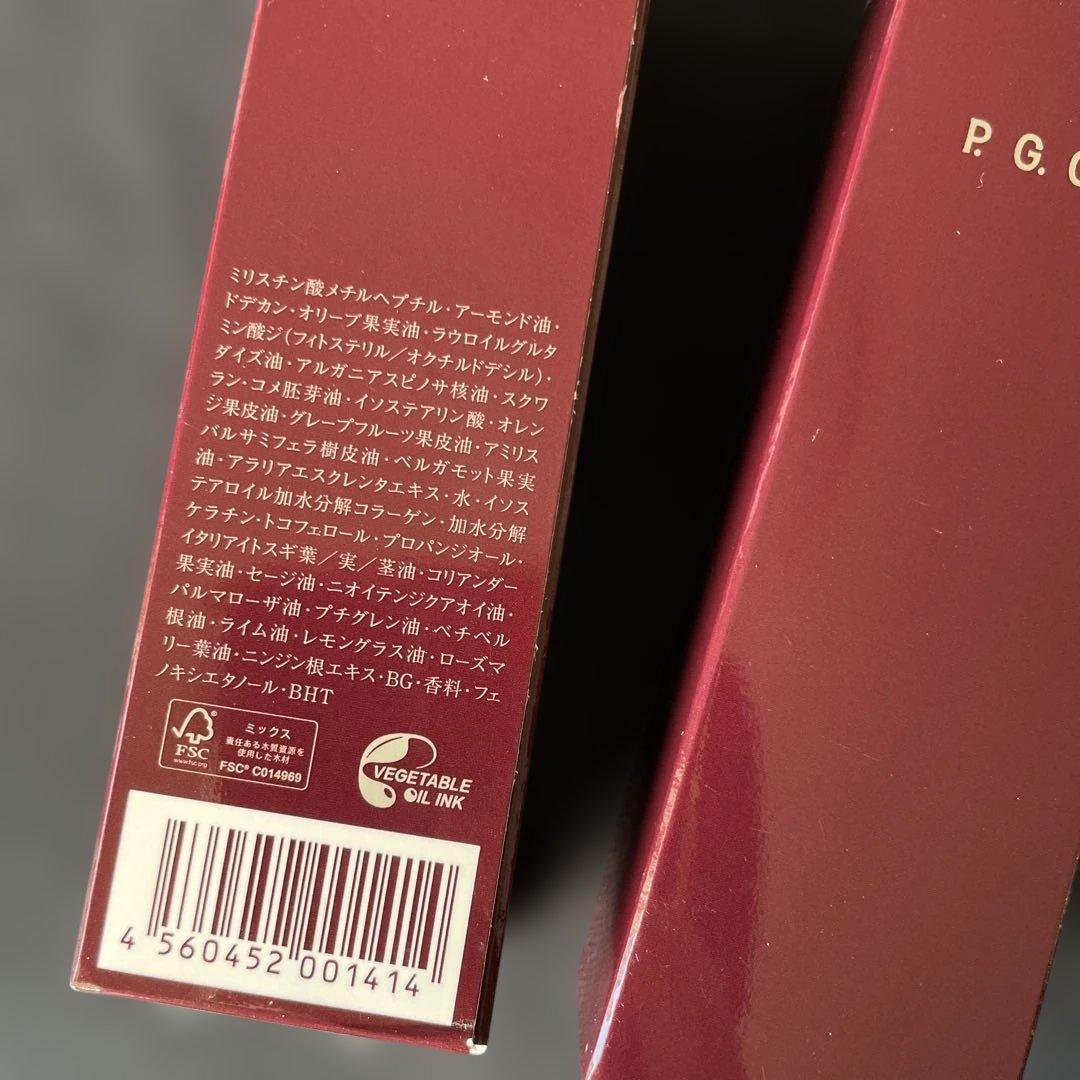 ミリスチン酸メチルヘプチル・アーモンド油・
ドデカン・オリーブ果実油・ラウロイルグルタ
ミン酸ジ(フィトステリル/オクチルドデシル)・
ダイズ油・アルガニアスピノサ核油・スクワ
ラン・コメ胚芽油・イソステアリン酸・オレン
ジ果皮油・グレープフルーツ果皮油・アミリス
バルサミフェラ樹皮油・ベルガモット果実
油・アラリアエスクレンタエキス・水・イソス
テアロイル加水分解コラーゲン・加水分解
ケラチン・トコフェロール・プロパンジオール・
イタリアイトスギ葉/実/茎油・コリアンダー
果実油・セージ油・ニオイテンジクアオイ油・
パルマローザ油・プチグレン油・ベチベル
根油・ライム油・レモングラス油・ローズマ
リー葉油・ニンジン根エキス・BG・香料・フェ
ノキシエタノール・BHT
FSC
www.fsc.org
ミックス
責任ある木質資源を
使用した木材
FSC® C014969
VEGETABLE
OIL INK
4 560452 001414
P. G. C